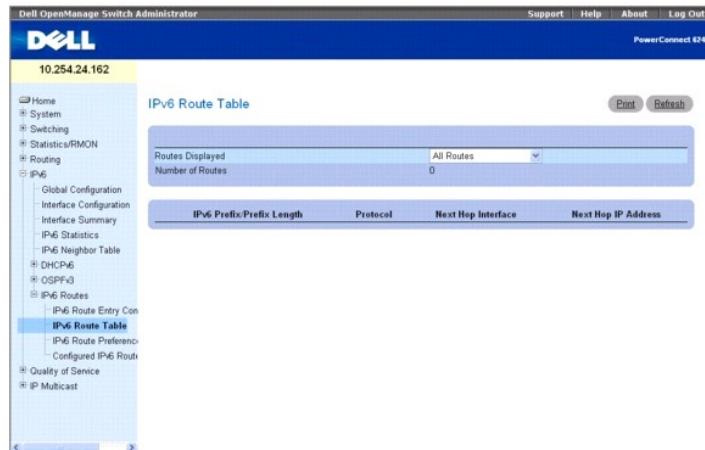 Dell OpenManage Switch Administrator
Support Help About Log Out
DELL
PowerConnect 624
10.254.24.162
Home
System
Switching
Statistics/RMON
Routing
IPv6
Global Configuration
Interface Configuration
Interface Summary
IPv6 Statistics
IPv6 Neighbor Table
DHCPv6
OSPFv3
IPv6 Routes
IPv6 Route Entry Con
IPv6 Route Table
IPv6 Route Preference
Configured IPv6 Route
Quality of Service
IP Multicast
IPv6 Route Table
Print Refresh
Routes Displayed All Routes
Number of Routes 0
IPv6 Prefix/Prefix Length Protocol Next Hop Interface Next Hop IP Address